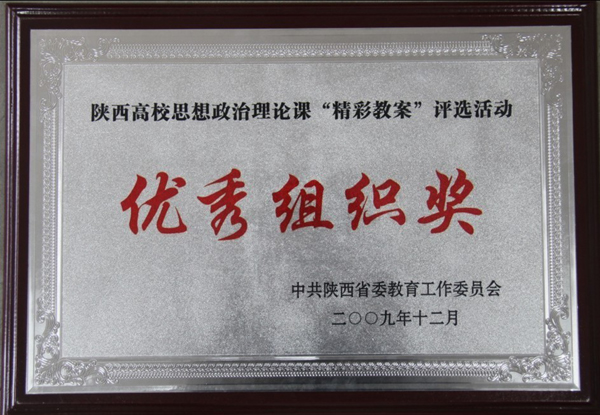 陕西高校思想政治理论课“精彩教案”评选活动
优秀组织奖
中共陕西省委教育工作委员会
二〇〇九年十二月